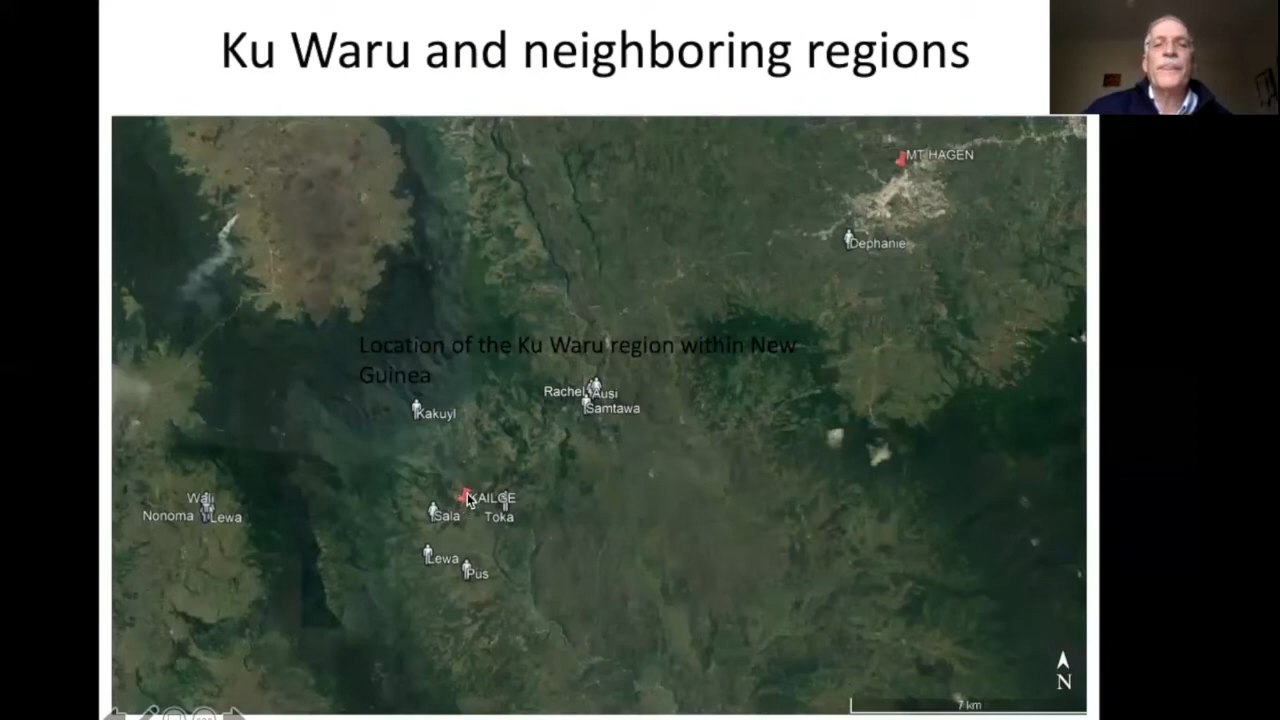 Ku Waru and neighboring regions
MT HAGEN
Dephanie
Location of the Ku Waru region within New
Guinea
Rachel
Ausi
Samtawa
Kakuyl
Wali
Nonoma
Lewa
KAILGE
Sala
Toka
Lewa
Pus
N
7 km